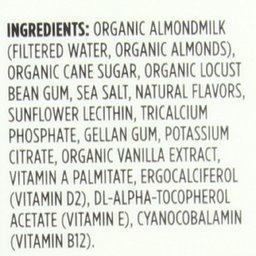 INGREDIENTS: ORGANIC ALMONDMILK
(FILTERED WATER, ORGANIC ALMONDS),
ORGANIC CANE SUGAR, ORGANIC LOCUST
BEAN GUM, SEA SALT, NATURAL FLAVORS,
SUNFLOWER LECITHIN, TRICALCIUM
PHOSPHATE, GELLAN GUM, POTASSIUM
CITRATE, ORGANIC VANILLA EXTRACT,
VITAMIN A PALMITATE, ERGOCALCIFEROL
(VITAMIN D2), DL-ALPHA-TOCOPHEROL
ACETATE (VITAMIN E), CYANOCOBALAMIN
(VITAMIN B12).